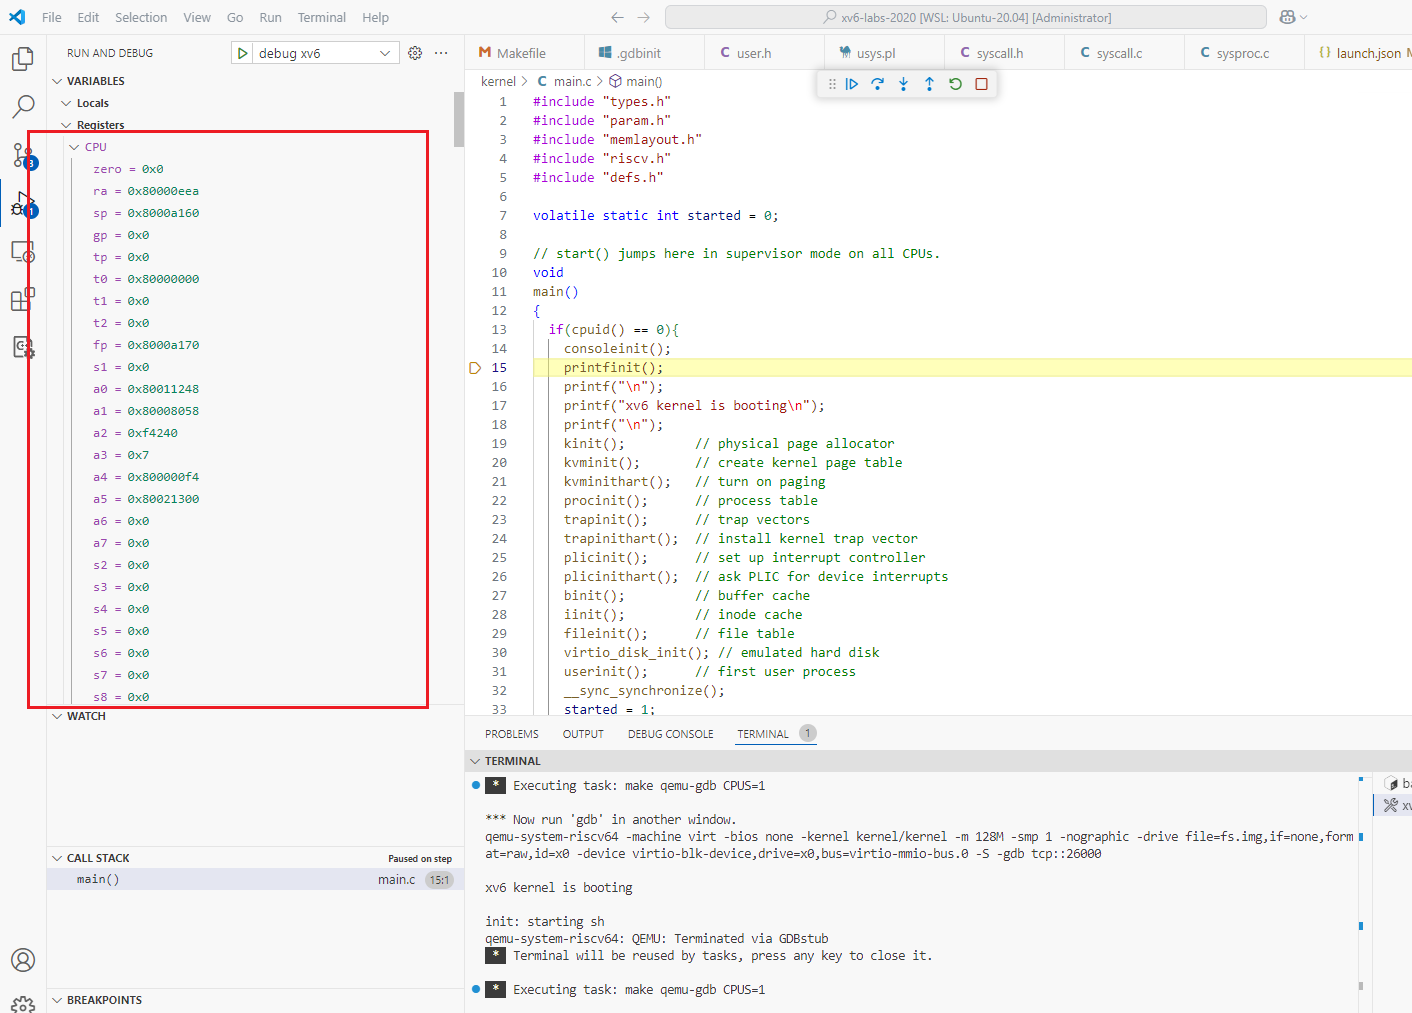 File Edit Selection View Go Run Terminal Help
xv6-labs-2020 [WSL: Ubuntu-20.04] [Administrator]
RUN AND DEBUG
debug xv6
Makefile
.gdbinit
user.h
usys.pl
syscall.h
syscall.c
sysproc.c
launch.json M
VARIABLES
Locals
Registers
CPU
zero = 0x0
ra = 0x80000eea
sp = 0x8000a160
gp = 0x0
tp = 0x0
t0 = 0x80000000
t1 = 0x0
t2 = 0x0
fp = 0x8000a170
s1 = 0x0
a0 = 0x80011248
a1 = 0x80008058
a2 = 0xf4240
a3 = 0x7
a4 = 0x800000f4
a5 = 0x80021300
a6 = 0x0
a7 = 0x0
s2 = 0x0
s3 = 0x0
s4 = 0x0
s5 = 0x0
s6 = 0x0
s7 = 0x0
s8 = 0x0
3
1
WATCH
CALL STACK Paused on step
main() main.c 15:1
BREAKPOINTS
kernel > C main.c > main()
1 #include "types.h"
2 #include "param.h"
3 #include "memlayout.h"
4 #include "riscv.h"
5 #include "defs.h"
6
7 volatile static int started = 0;
8
9 // start() jumps here in supervisor mode on all CPUs.
10 void
11 main()
12 {
13 if(cpuid() == 0){
14 consoleinit();
15 printfinit();
16 printf("\n");
17 printf("xv6 kernel is booting\n");
18 printf("\n");
19 kinit(); // physical page allocator
20 kvminit(); // create kernel page table
21 kvminithart(); // turn on paging
22 procinit(); // process table
23 trapinit(); // trap vectors
24 trapinithart(); // install kernel trap vector
25 plicinit(); // set up interrupt controller
26 plicinithart(); // ask PLIC for device interrupts
27 binit(); // buffer cache
28 iinit(); // inode cache
29 fileinit(); // file table
30 virtio_disk_init(); // emulated hard disk
31 userinit(); // first user process
32 __sync_synchronize();
33 started = 1;
PROBLEMS OUTPUT DEBUG CONSOLE TERMINAL 1
TERMINAL
* Executing task: make qemu-gdb CPUS=1
*** Now run 'gdb' in another window.
qemu-system-riscv64 -machine virt -bios none -kernel kernel/kernel -m 128M -smp 1 -nographic -drive file=fs.img,if=none,form
at=raw,id=x0 -device virtio-blk-device,drive=x0,bus=virtio-mmio-bus.0 -S -gdb tcp::26000
xv6 kernel is booting
init: starting sh
qemu-system-riscv64: QEMU: Terminated via GDBstub
* Terminal will be reused by tasks, press any key to close it.
* Executing task: make qemu-gdb CPUS=1
ba
xv